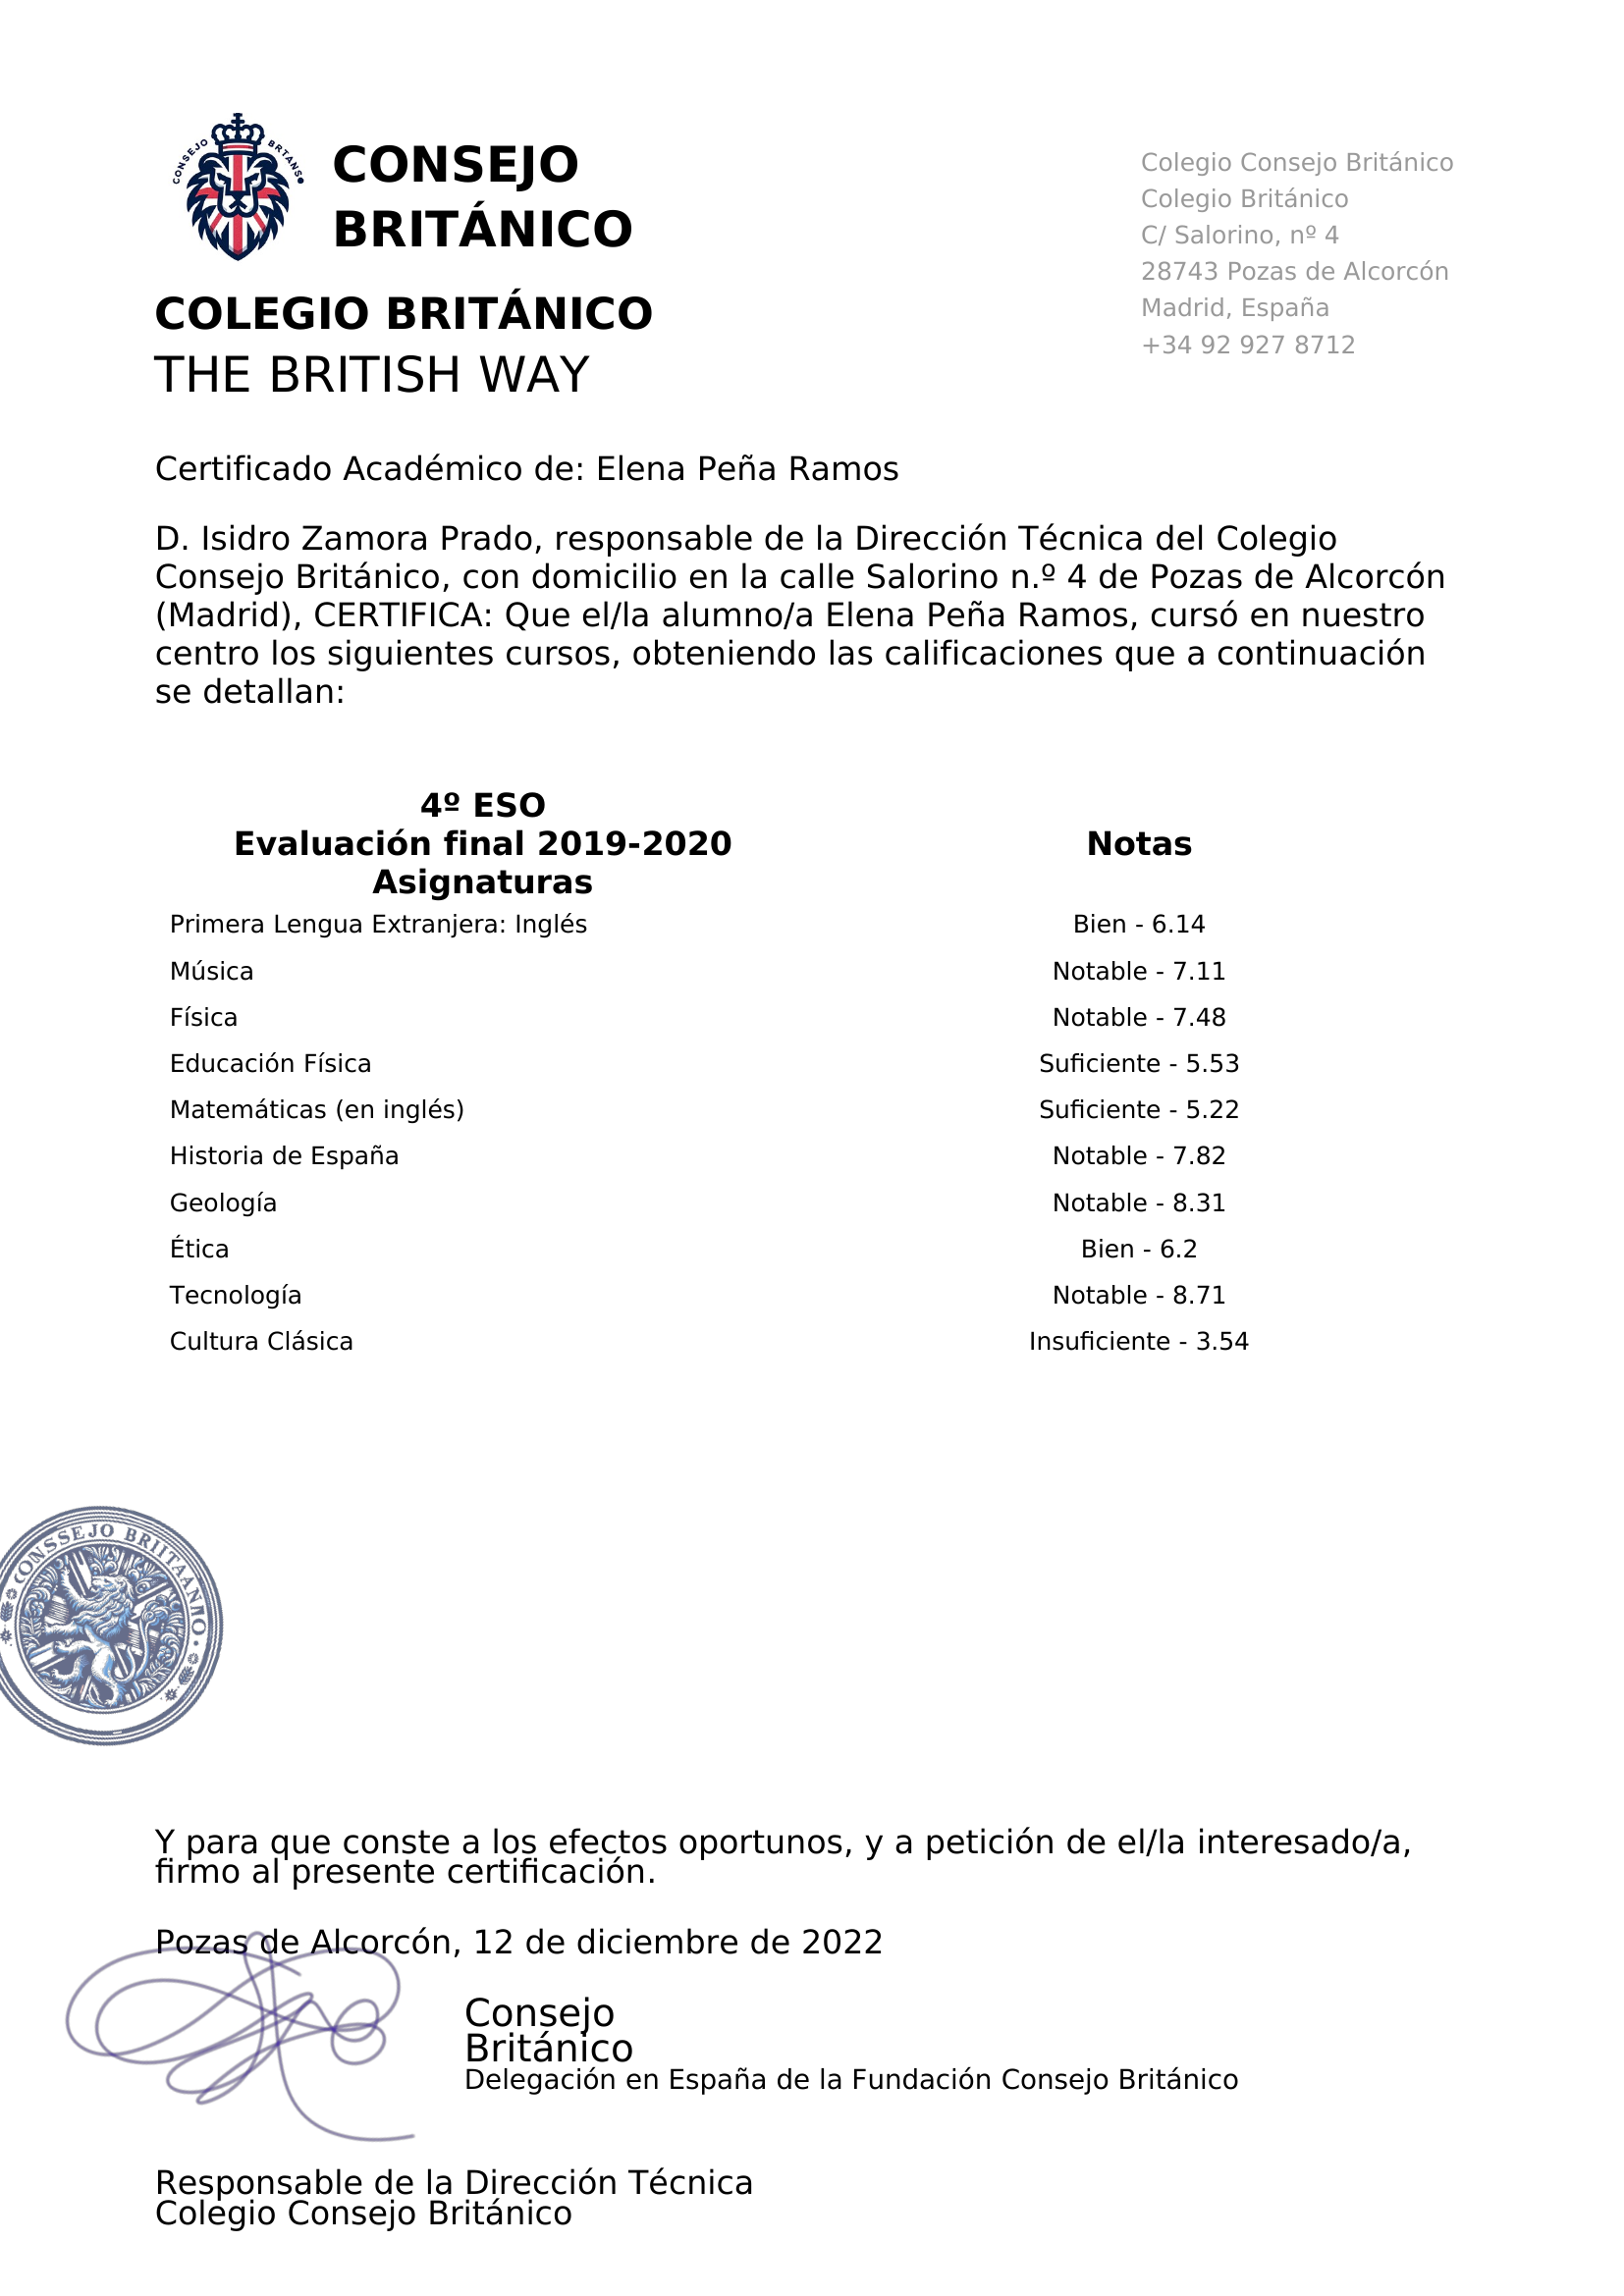 CONSEJO BRTANS
CONSEJO
BRITÁNICO
COLEGIO BRITÁNICO
THE BRITISH WAY
Colegio Consejo Británico
Colegio Británico
C/ Salorino, nº 4
28743 Pozas de Alcorcón
Madrid, España
+34 92 927 8712
Certificado Académico de: Elena Peña Ramos
D. Isidro Zamora Prado, responsable de la Dirección Técnica del Colegio
Consejo Británico, con domicilio en la calle Salorino n.º 4 de Pozas de Alcorcón
(Madrid), CERTIFICA: Que el/la alumno/a Elena Peña Ramos, cursó en nuestro
centro los siguientes cursos, obteniendo las calificaciones que a continuación
se detallan:
4º ESO
Evaluación final 2019-2020 Notas
Asignaturas
Primera Lengua Extranjera: Inglés Bien - 6.14
Música Notable - 7.11
Física Notable - 7.48
Educación Física Suficiente - 5.53
Matemáticas (en inglés) Suficiente - 5.22
Historia de España Notable - 7.82
Geología Notable - 8.31
Ética Bien - 6.2
Tecnología Notable - 8.71
Cultura Clásica Insuficiente - 3.54
CONSSEJO BRIITAANNO
Y para que conste a los efectos oportunos, y a petición de el/la interesado/a,
firmo al presente certificación.
Pozas de Alcorcón, 12 de diciembre de 2022
Consejo
Británico
Delegación en España de la Fundación Consejo Británico
Responsable de la Dirección Técnica
Colegio Consejo Británico